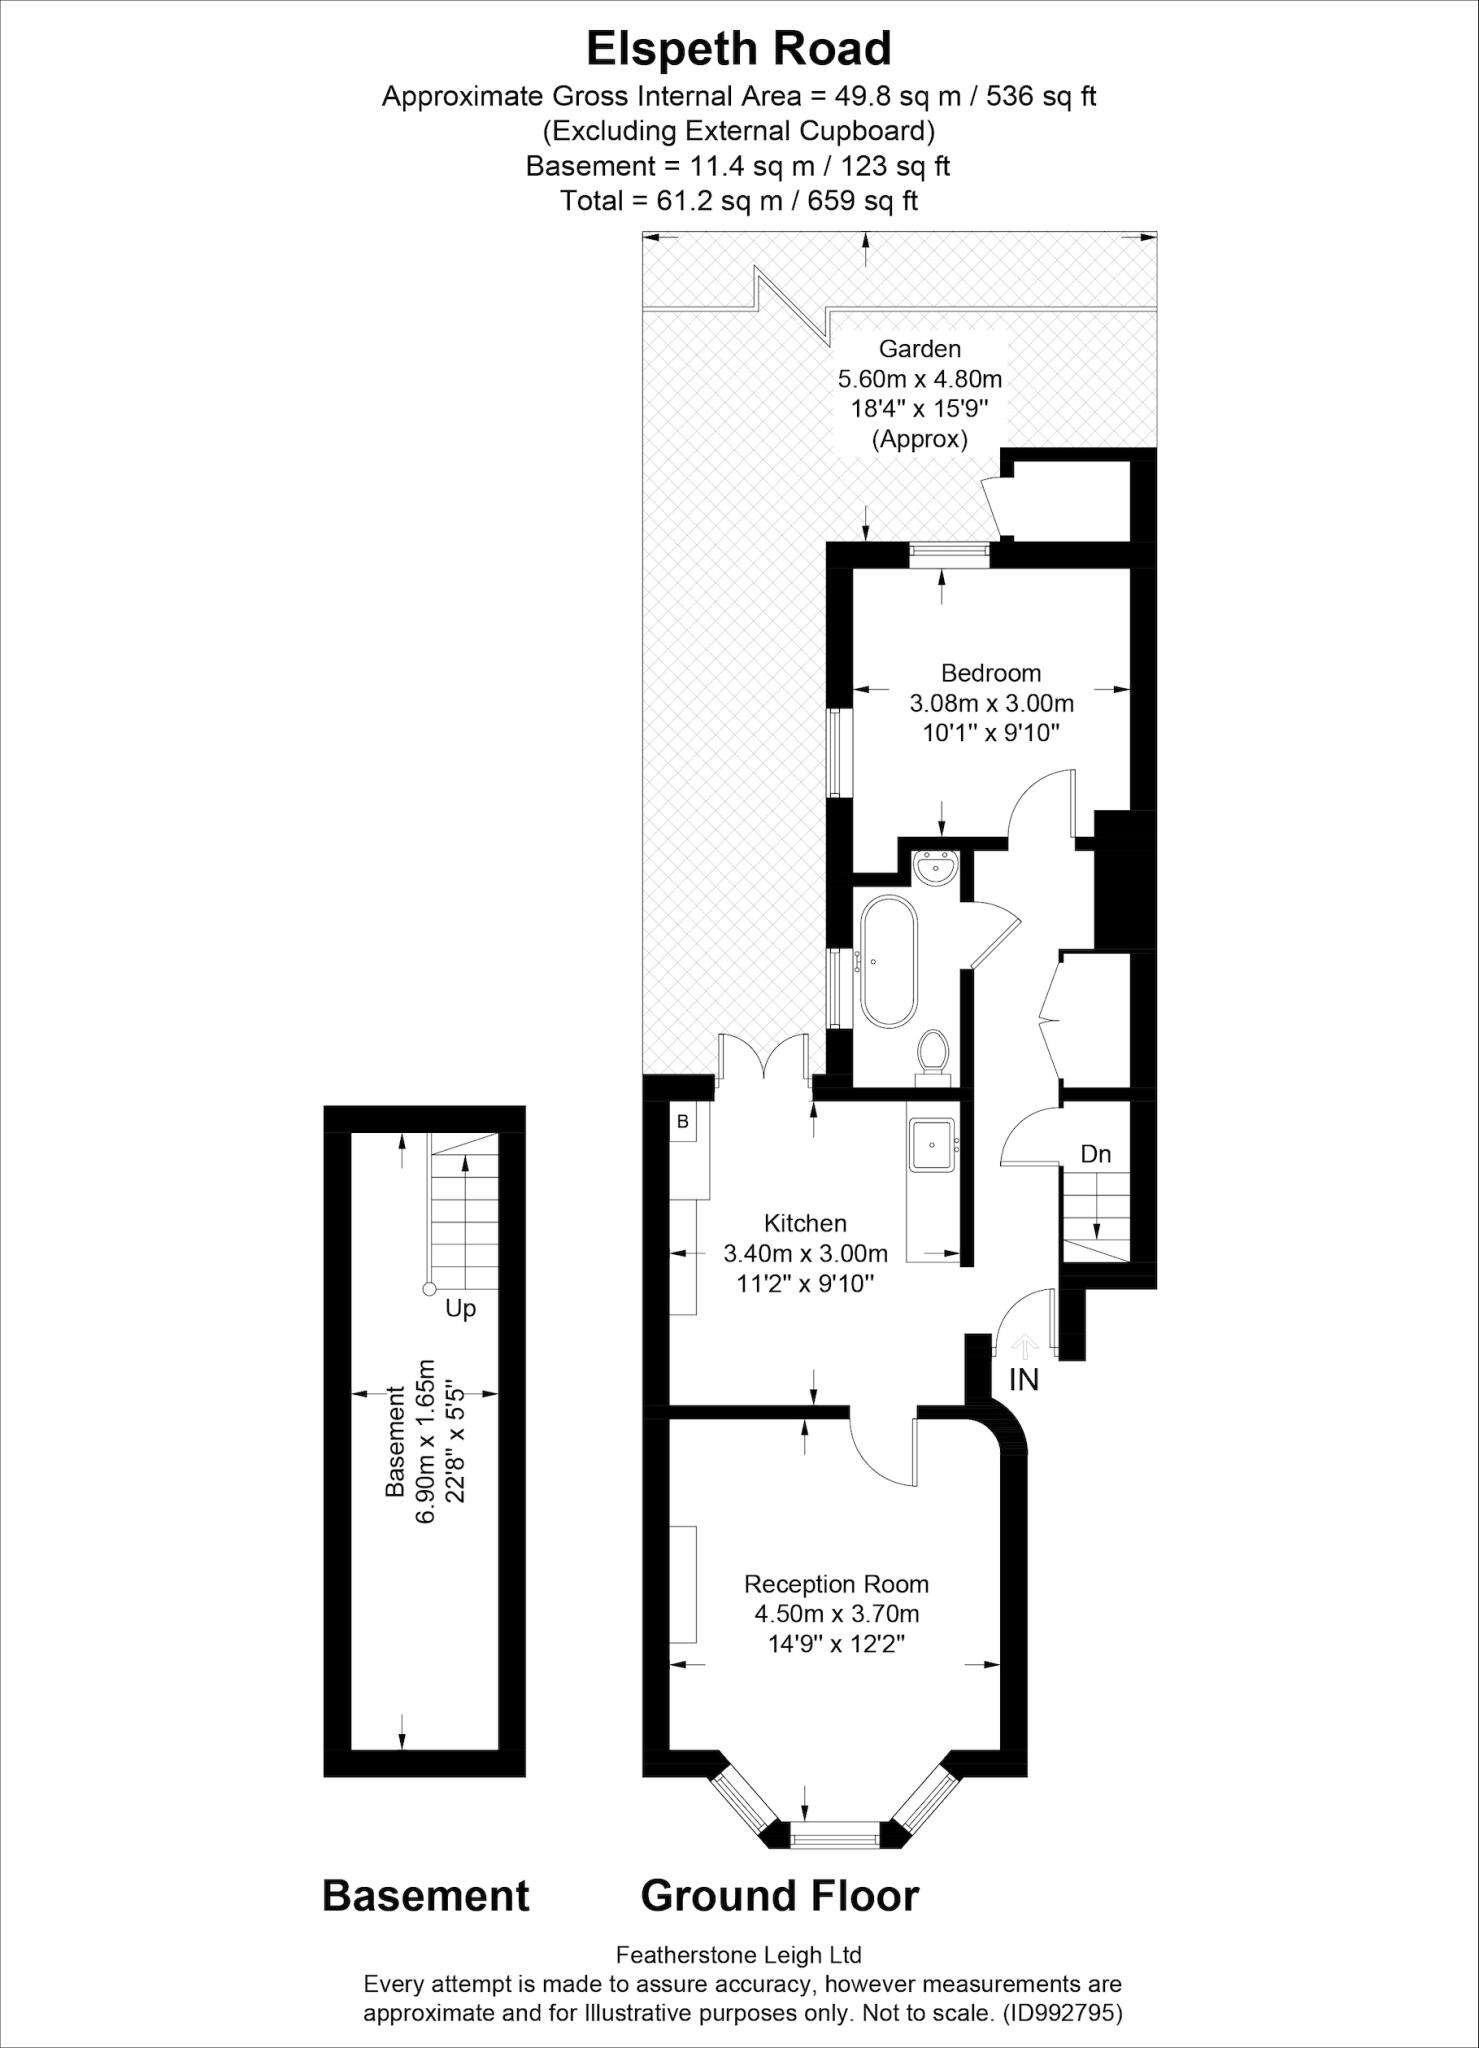 Elspeth Road
Approximate Gross Internal Area = 49.8 sq m / 536 sq ft
(Excluding External Cupboard)
Basement = 11.4 sq m / 123 sq ft
Total = 61.2 sq m / 659 sq ft
Garden
5.60m x 4.80m
18'4" x 15'9"
(Approx)
Bedroom
3.08m x 3.00m
10'1" x 9'10"
B
Dn
Kitchen
3.40m x 3.00m
11'2" x 9'10"
IN
Up
Basement
6.90m x 1.65m
22'8" x 5'5"
Reception Room
4.50m x 3.70m
14'9" x 12'2"
Basement
Ground Floor
Featherstone Leigh Ltd
Every attempt is made to assure accuracy, however measurements are
approximate and for Illustrative purposes only. Not to scale. (ID992795)